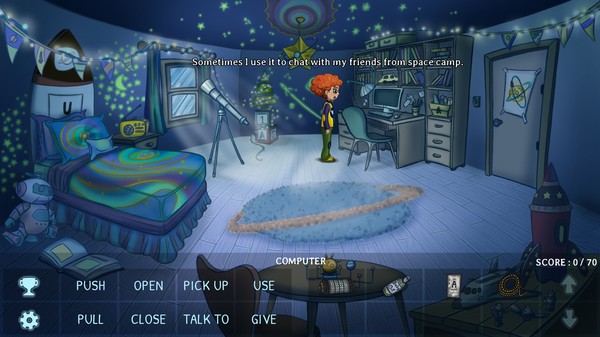 Sometimes I use it to chat with my friends from space camp.
U
COMPUTER
SCORE : 0 / 70
PUSH OPEN PICK UP USE
PULL CLOSE TALK TO GIVE
A